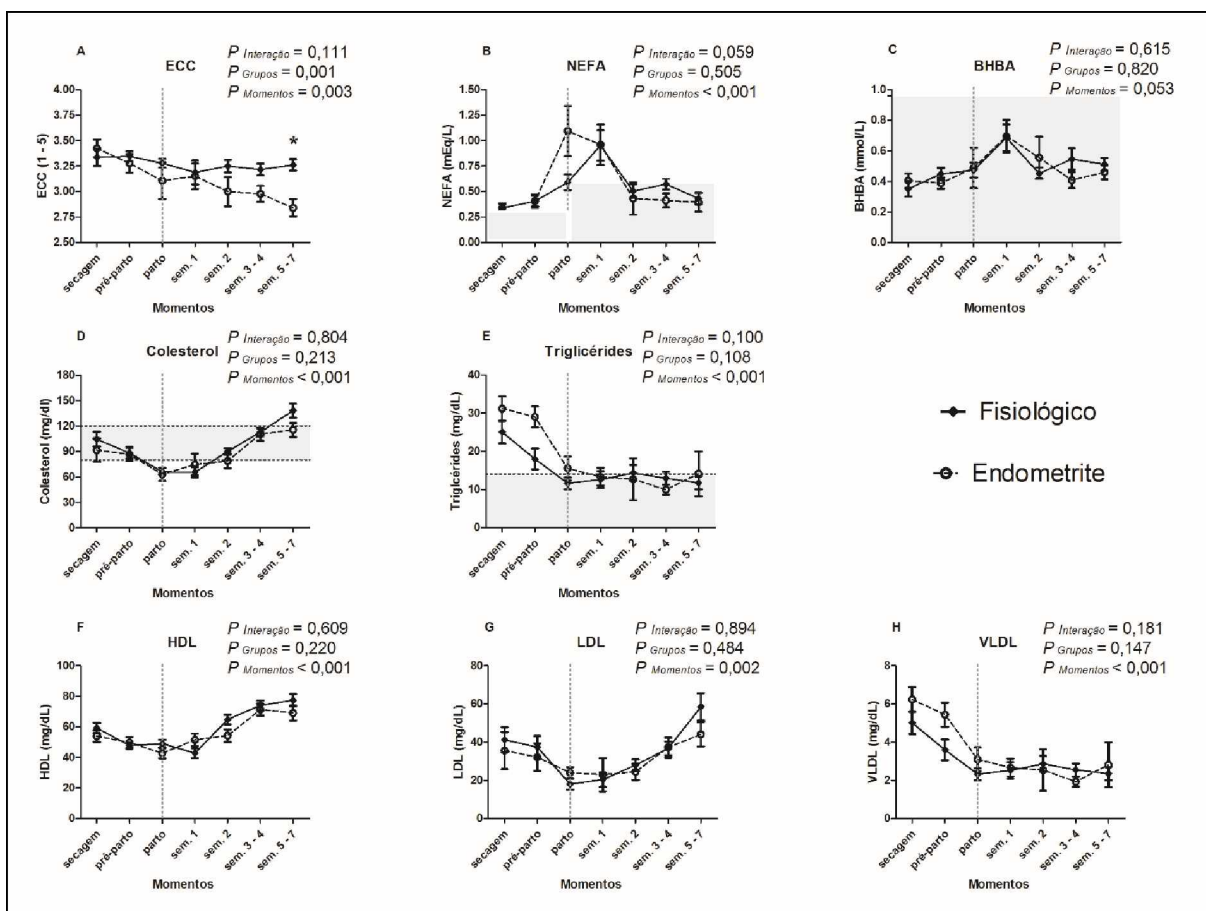 A
ECC
P Interação = 0,111
P Grupos = 0,001
P Momentos = 0,003
4.00
3.75
3.50
3.25
3.00
2.75
2.50
ECC (1 - 5)
*
secagem
pré-parto
parto
sem. 1
sem. 2
sem. 3 - 4
sem. 5 - 7
Momentos
B
NEFA
P Interação = 0,059
P Grupos = 0,505
P Momentos < 0,001
1.50
1.25
1.00
0.75
0.50
0.25
0.00
NEFA (mEq/L)
secagem
pré-parto
parto
sem. 1
sem. 2
sem. 3 - 4
sem. 5 - 7
Momentos
C
BHBA
P Interação = 0,615
P Grupos = 0,820
P Momentos = 0,053
1.0
0.8
0.6
0.4
0.2
0.0
BHBA (mmol/L)
secagem
pré-parto
parto
sem. 1
sem. 2
sem. 3 - 4
sem. 5 - 7
Momentos
D
Colesterol
P Interação = 0,804
P Grupos = 0,213
P Momentos < 0,001
180
150
120
90
60
30
0
Colesterol (mg/dl)
secagem
pré-parto
parto
sem. 1
sem. 2
sem. 3 - 4
sem. 5 - 7
Momentos
E
Triglicérides
P Interação = 0,100
P Grupos = 0,108
P Momentos < 0,001
40
30
20
10
0
Triglcérides (mg/dL)
secagem
pré-parto
parto
sem. 1
sem. 2
sem. 3 - 4
sem. 5 - 7
Momentos
Fisiológico
Endometrite
F
HDL
P Interação = 0,609
P Grupos = 0,220
P Momentos < 0,001
100
80
60
40
20
0
HDL (mg/dL)
secagem
pré-parto
parto
sem. 1
sem. 2
sem. 3 - 4
sem. 5 - 7
Momentos
G
LDL
P Interação = 0,894
P Grupos = 0,484
P Momentos = 0,002
80
60
40
20
0
LDL (mg/dL)
secagem
pré-parto
parto
sem. 1
sem. 2
sem. 3 - 4
sem. 5 - 7
Momentos
H
VLDL
P Interação = 0,181
P Grupos = 0,147
P Momentos < 0,001
8
6
4
2
0
VLDL (mg/dL)
secagem
pré-parto
parto
sem. 1
sem. 2
sem. 3 - 4
sem. 5 - 7
Momentos